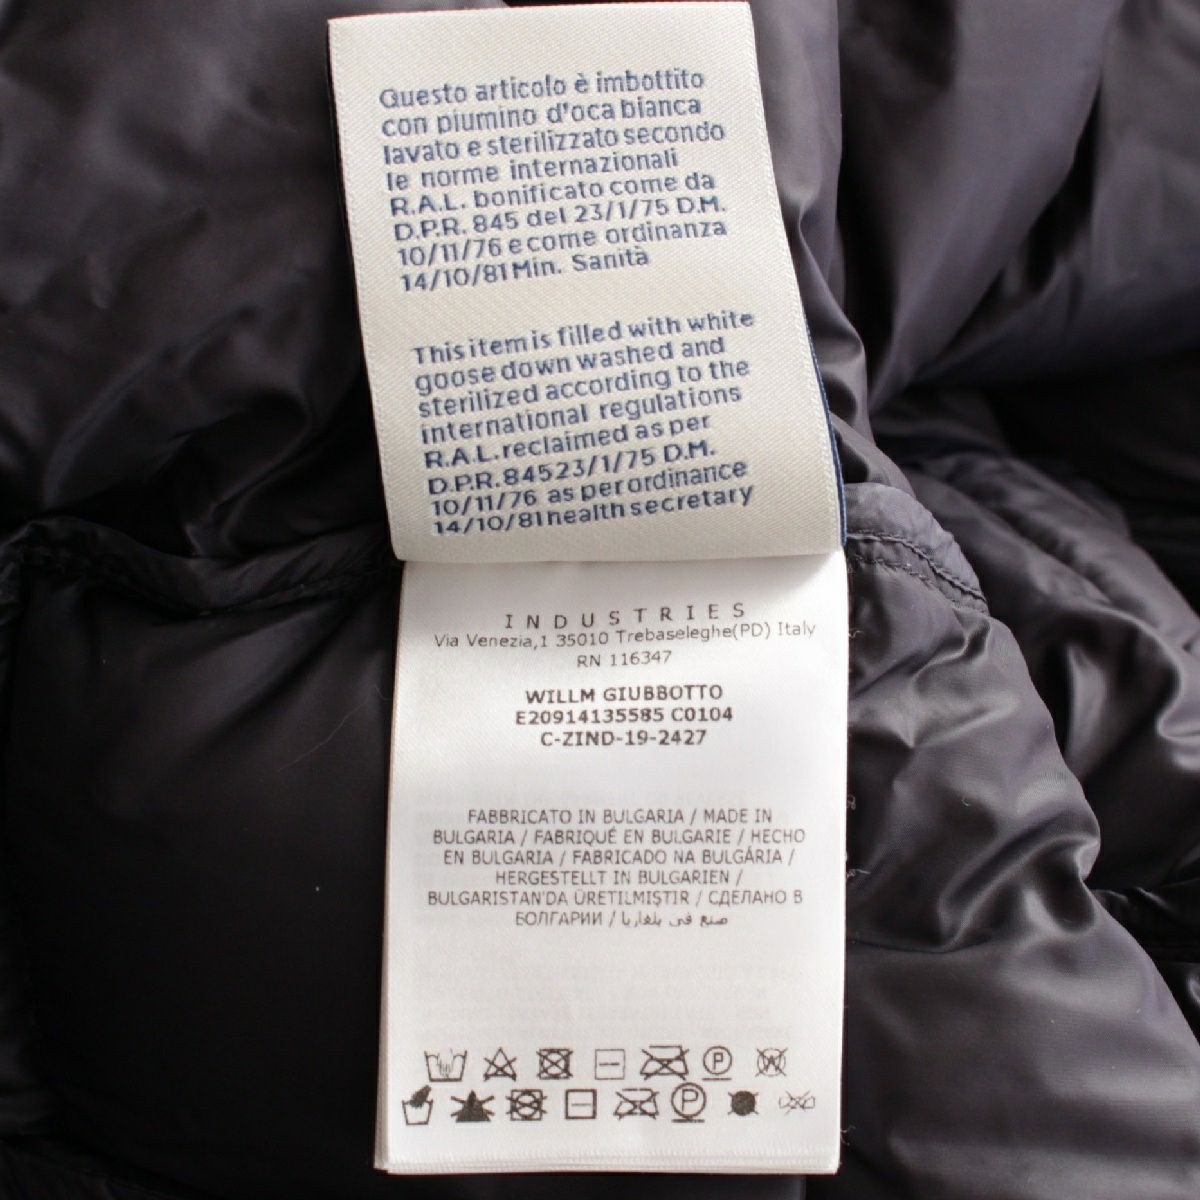 Questo articolo è imbottito
con piumino d'oca bianca
lavato e sterilizzato secondo
le norme internazionali
R.A.L. bonificato come da
D.P.R. 845 del 23/1/75 D.M.
10/11/76 e come ordinanza
14/10/81 Min. Sanità
This item is filled with white
goose down washed and
sterilized according to the
international regulations
R.A.L. reclaimed as per
D.P.R. 845 23/1/75 D.M.
10/11/76 as per ordinance
14/10/81 health secretary
INDUSTRIES
Via Venezia,1 35010 Trebaseleghe(PD) Italy
RN 116347
WILLM GIUBBOTTO
E20914135585 C0104
C-ZIND-19-2427
FABBRICATO IN BULGARIA / MADE IN
BULGARIA / FABRIQUÉ EN BULGARIE / HECHO
EN BULGARIA / FABRICADO NA BULGÁRIA /
HERGESTELLT IN BULGARIEN /
BULGARISTAN'DA ÜRETILMIŞTIR / СДЕЛАНО В
БОЛГАРИИ / صنع في بلغاريا
P W
P